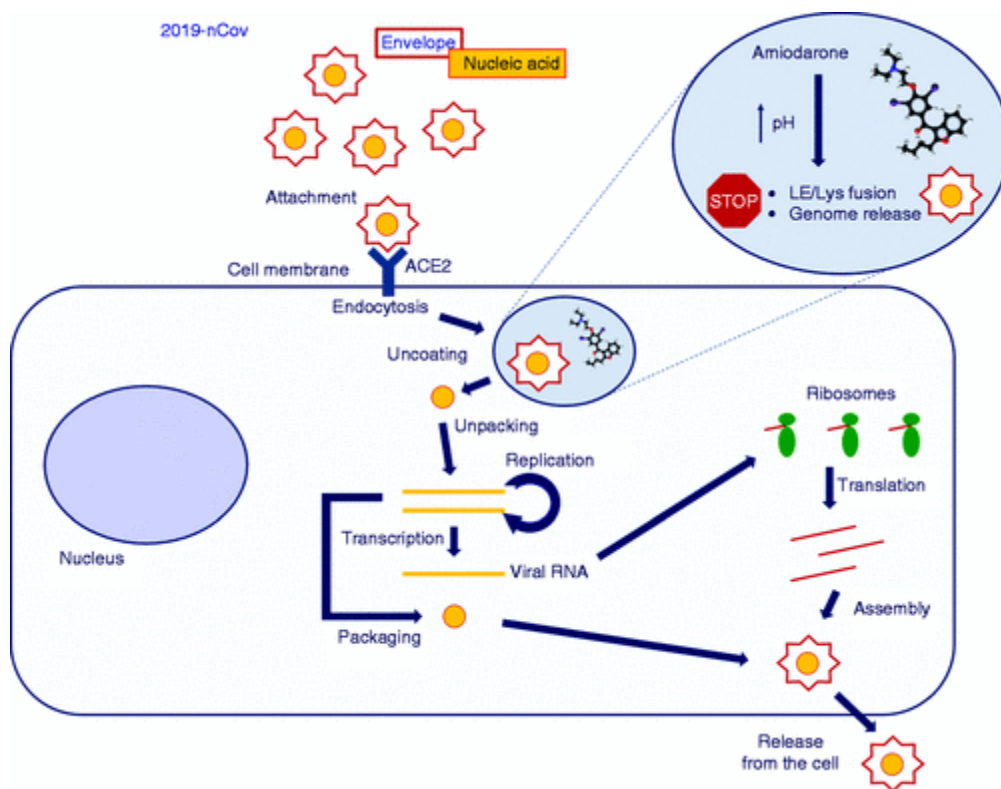 2019-nCov
Envelope
Nucleic acid
Amiodarone
pH
STOP
• LE/Lys fusion
• Genome release
Attachment
Cell membrane
ACE2
Endocytosis
Uncoating
Unpacking
Replication
Ribosomes
Translation
Transcription
Viral RNA
Nucleus
Packaging
Assembly
Release
from the cell